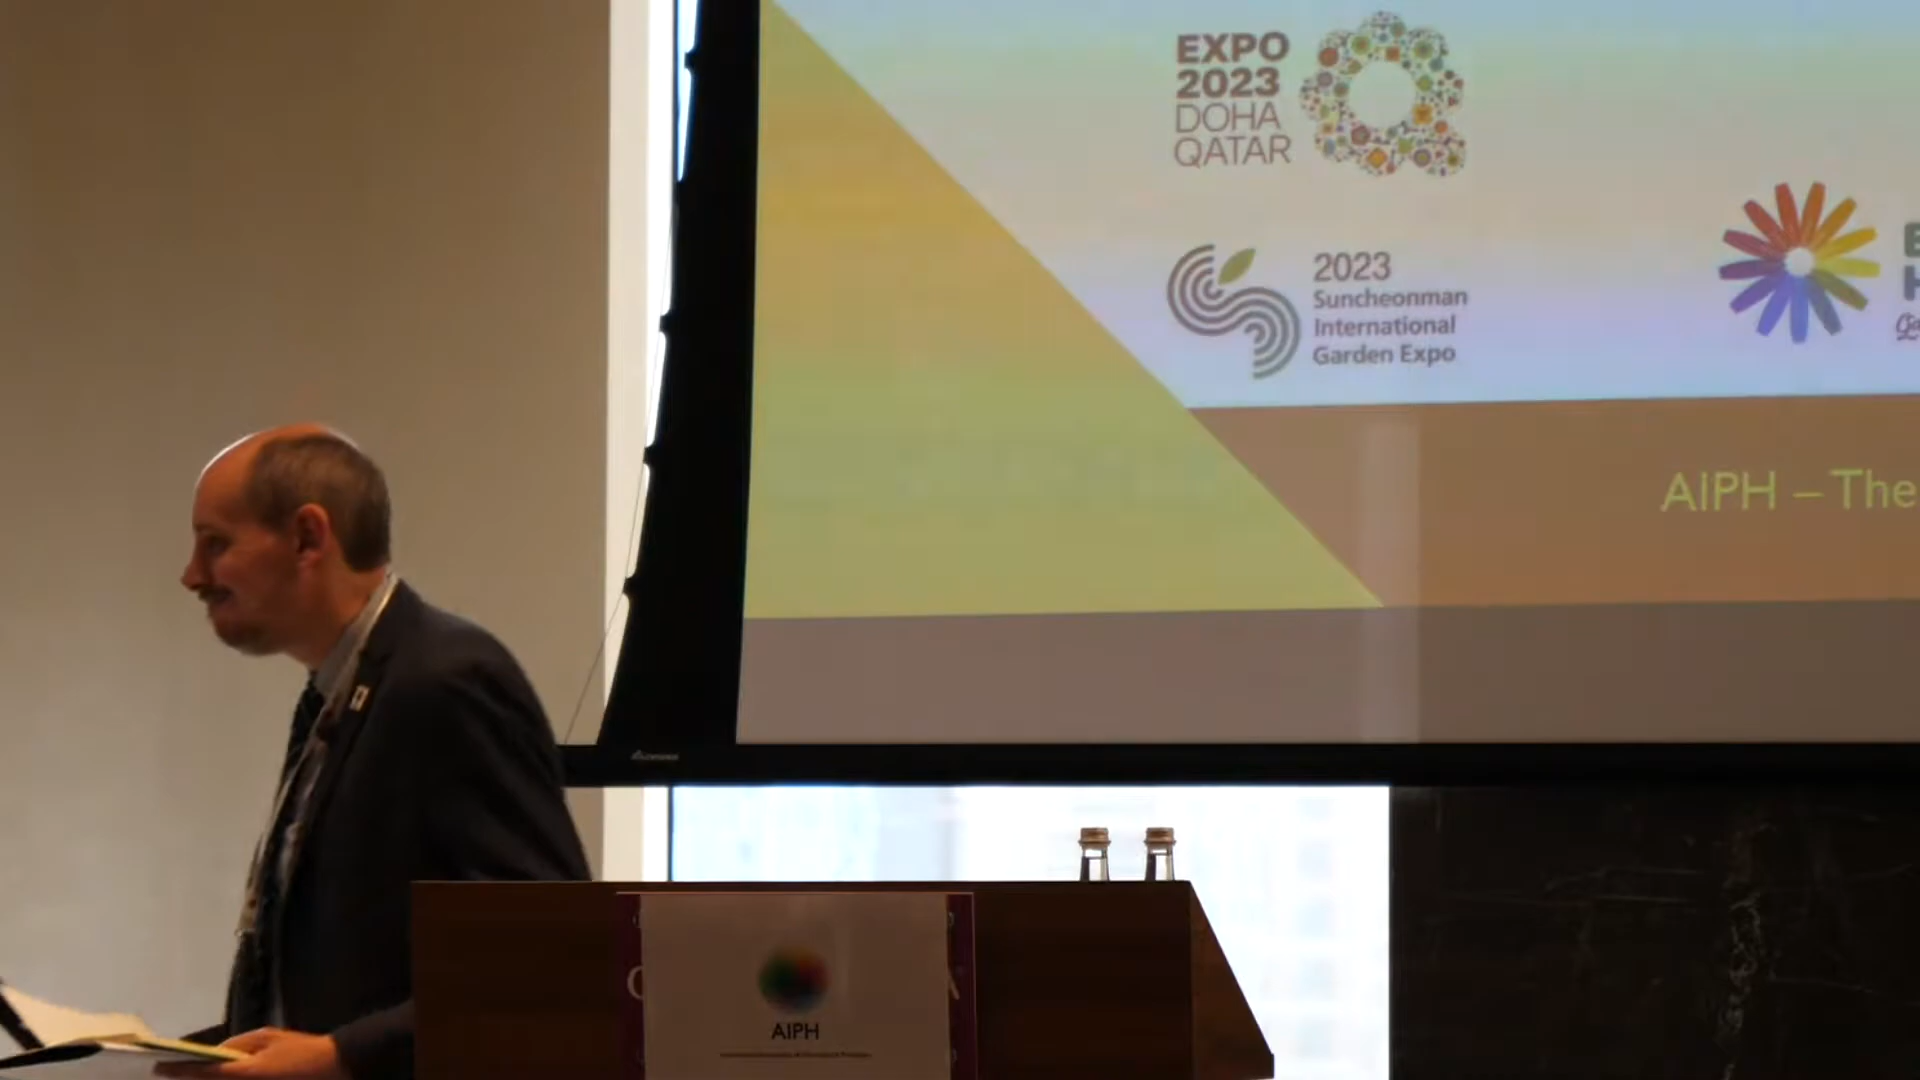 EXPO
2023
DOHA
QATAR
2023
Suncheonman
International
Garden Expo
AIPH – The
AIPH